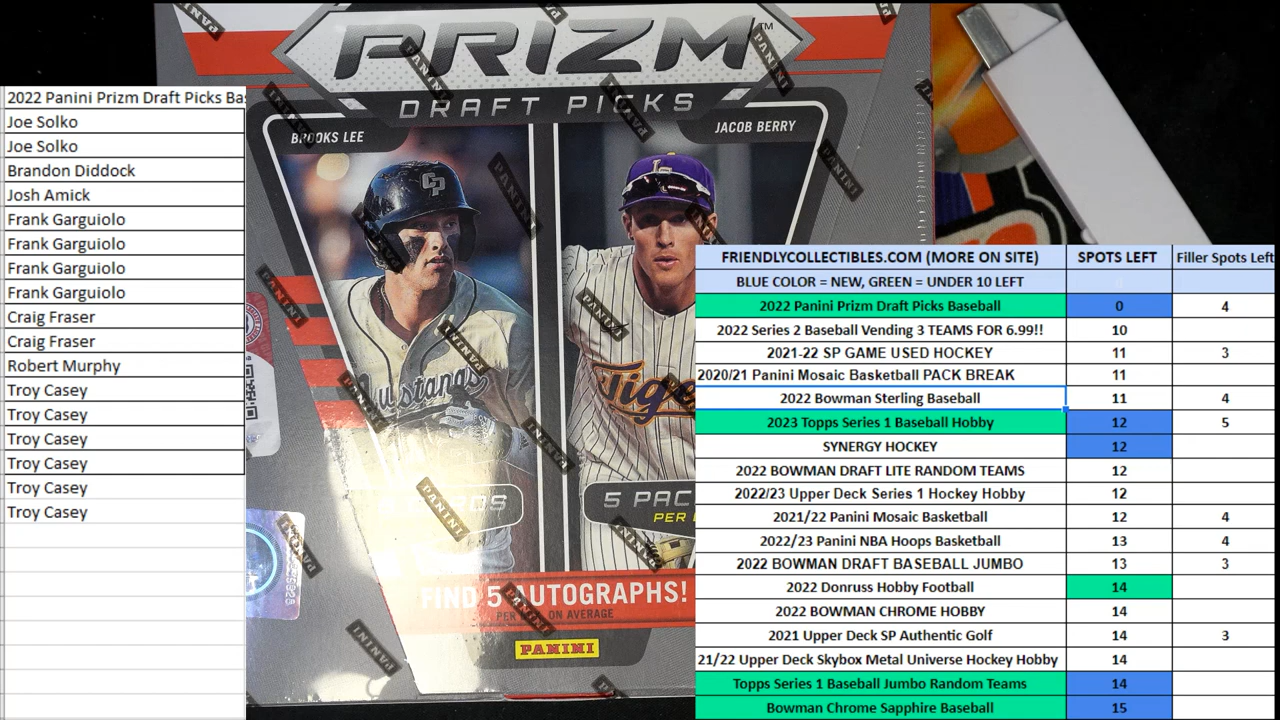 PRIZM™
DRAFT PICKS
BROOKS LEE
JACOB BERRY
CP
Mustangs
Tige
5 PAC
PER
FIND 5 AUTOGRAPHS!
ON AVERAGE
PANINI
2022 Panini Prizm Draft Picks Bas
Joe Solko
Joe Solko
Brandon Diddock
Josh Amick
Frank Garguiolo
Frank Garguiolo
Frank Garguiolo
Frank Garguiolo
Craig Fraser
Craig Fraser
Robert Murphy
Troy Casey
Troy Casey
Troy Casey
Troy Casey
Troy Casey
Troy Casey
FRIENDLYCOLLECTIBLES.COM (MORE ON SITE) SPOTS LEFT Filler Spots Left
BLUE COLOR = NEW, GREEN = UNDER 10 LEFT
2022 Panini Prizm Draft Picks Baseball 0 4
2022 Series 2 Baseball Vending 3 TEAMS FOR 6.99!! 10
2021-22 SP GAME USED HOCKEY 11 3
2020/21 Panini Mosaic Basketball PACK BREAK 11
2022 Bowman Sterling Baseball 11 4
2023 Topps Series 1 Baseball Hobby 12 5
SYNERGY HOCKEY 12
2022 BOWMAN DRAFT LITE RANDOM TEAMS 12
2022/23 Upper Deck Series 1 Hockey Hobby 12
2021/22 Panini Mosaic Basketball 12 4
2022/23 Panini NBA Hoops Basketball 13 4
2022 BOWMAN DRAFT BASEBALL JUMBO 13 3
2022 Donruss Hobby Football 14
2022 BOWMAN CHROME HOBBY 14
2021 Upper Deck SP Authentic Golf 14 3
21/22 Upper Deck Skybox Metal Universe Hockey Hobby 14
Topps Series 1 Baseball Jumbo Random Teams 14
Bowman Chrome Sapphire Baseball 15